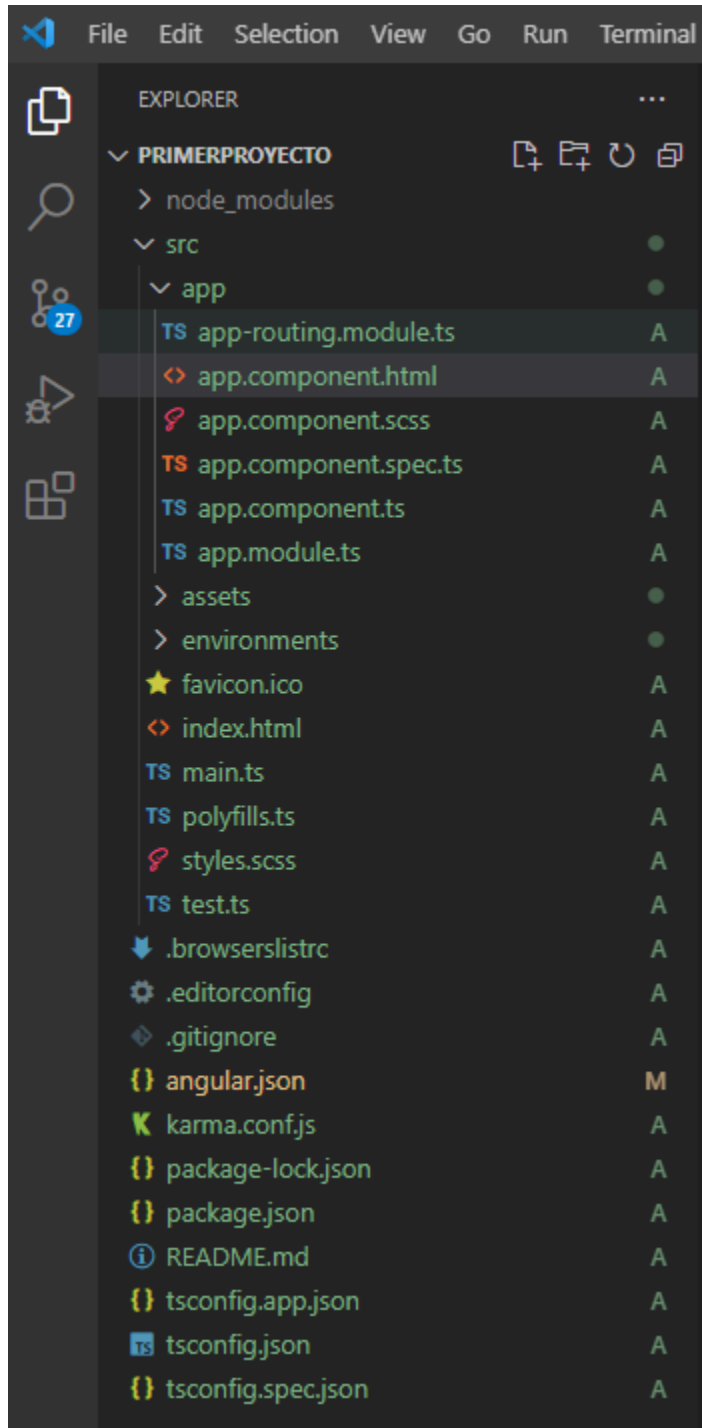 File Edit Selection View Go Run Terminal
EXPLORER ...
PRIMERPROYECTO
node_modules
src
app
27
TS app-routing.module.ts A
<> app.component.html A
app.component.scss A
TS app.component.spec.ts A
TS app.component.ts A
TS app.module.ts A
assets
environments
favicon.ico A
<> index.html A
TS main.ts A
TS polyfills.ts A
styles.scss A
TS test.ts A
.browserslistrc A
.editorconfig A
.gitignore A
{} angular.json M
K karma.conf.js A
{} package-lock.json A
{} package.json A
README.md A
{} tsconfig.app.json A
TS tsconfig.json A
{} tsconfig.spec.json A